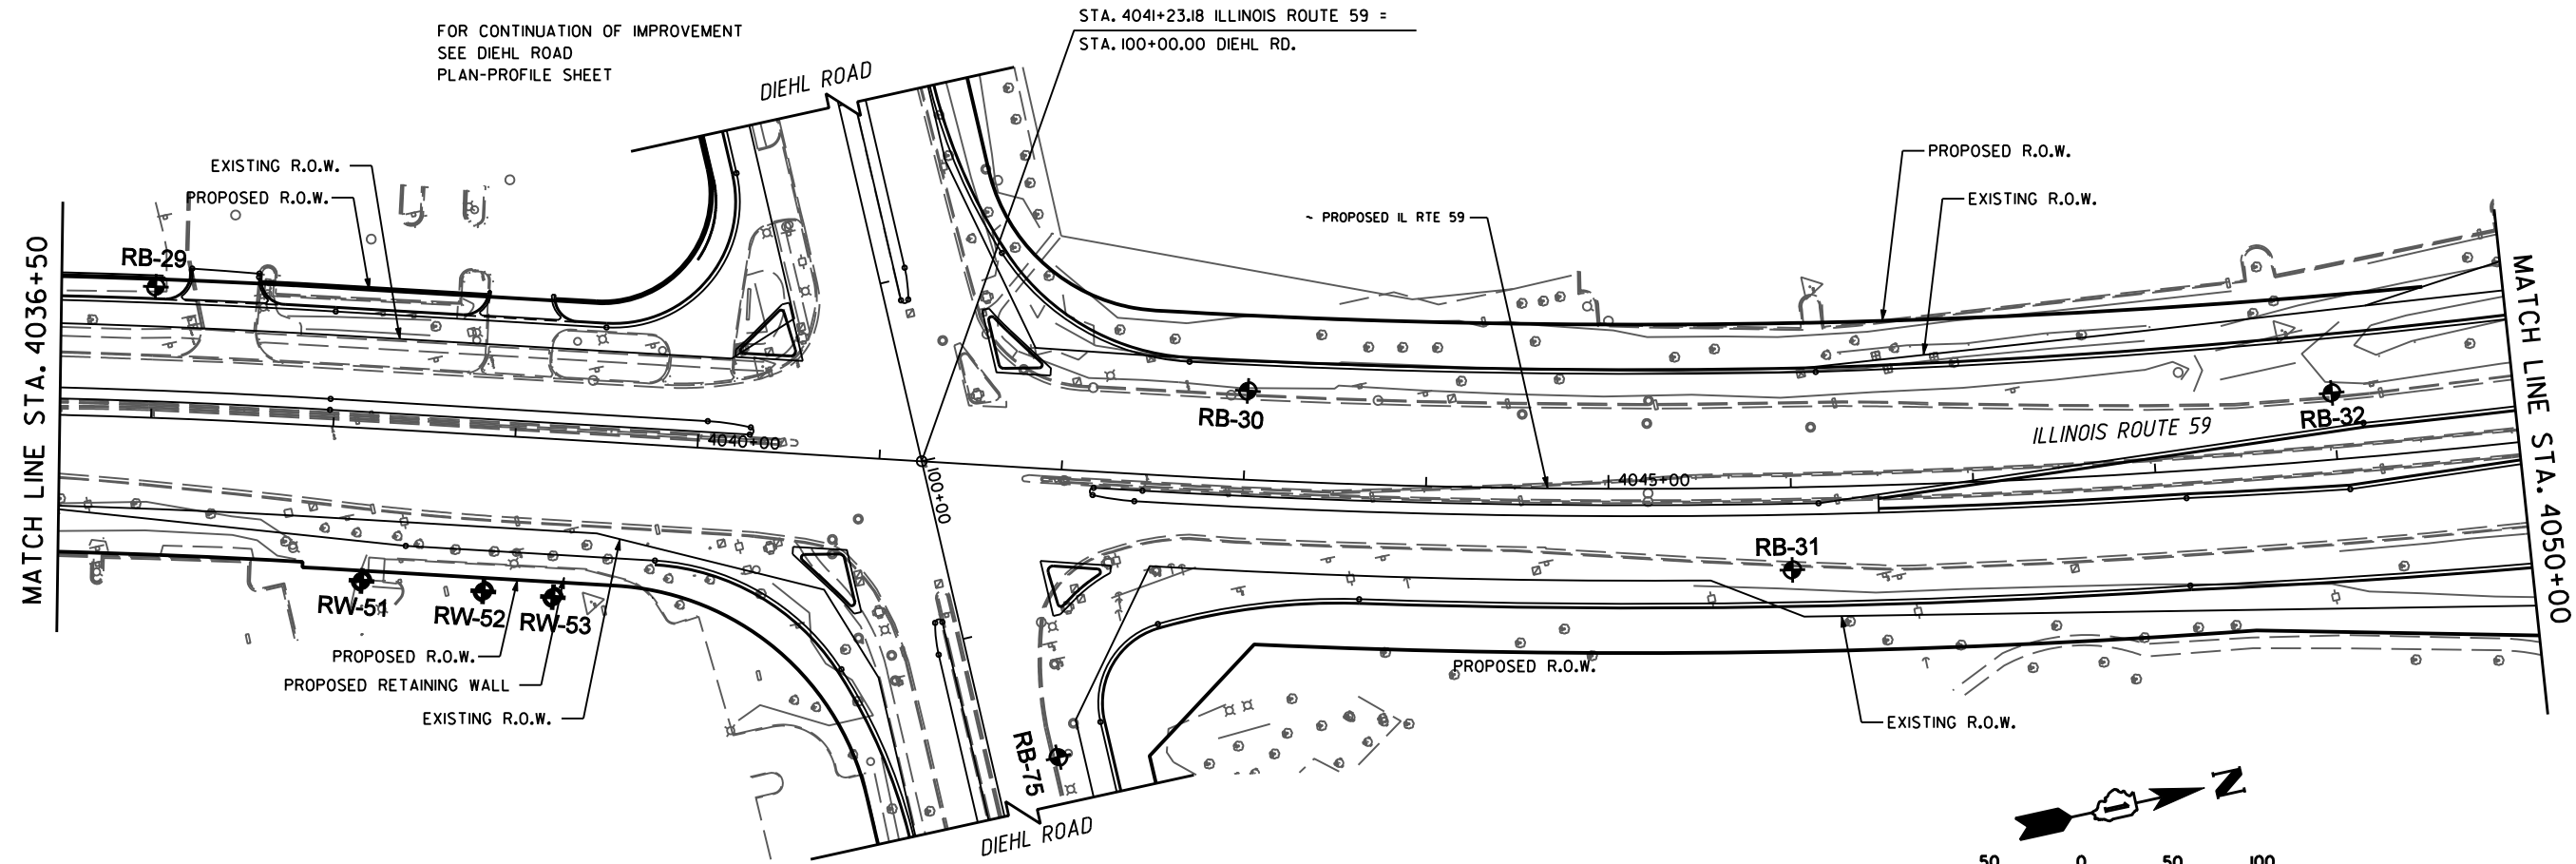 STA. 4041+23.18 ILLINOIS ROUTE 59 =
STA. 100+00.00 DIEHL RD.
FOR CONTINUATION OF IMPROVEMENT
SEE DIEHL ROAD
PLAN-PROFILE SHEET
DIEHL ROAD
EXISTING R.O.W.
PROPOSED R.O.W.
PROPOSED R.O.W.
EXISTING R.O.W.
~ PROPOSED IL RTE 59
MATCH LINE STA. 4036+50
RB-29
RB-30
RB-32
ILLINOIS ROUTE 59
MATCH LINE STA. 4050+00
4040+00
100+00
4045+00
RB-31
RW-51
RW-52
RW-53
PROPOSED R.O.W.
PROPOSED RETAINING WALL
EXISTING R.O.W.
PROPOSED R.O.W.
EXISTING R.O.W.
RB-75
DIEHL ROAD
N
50 0 50 100